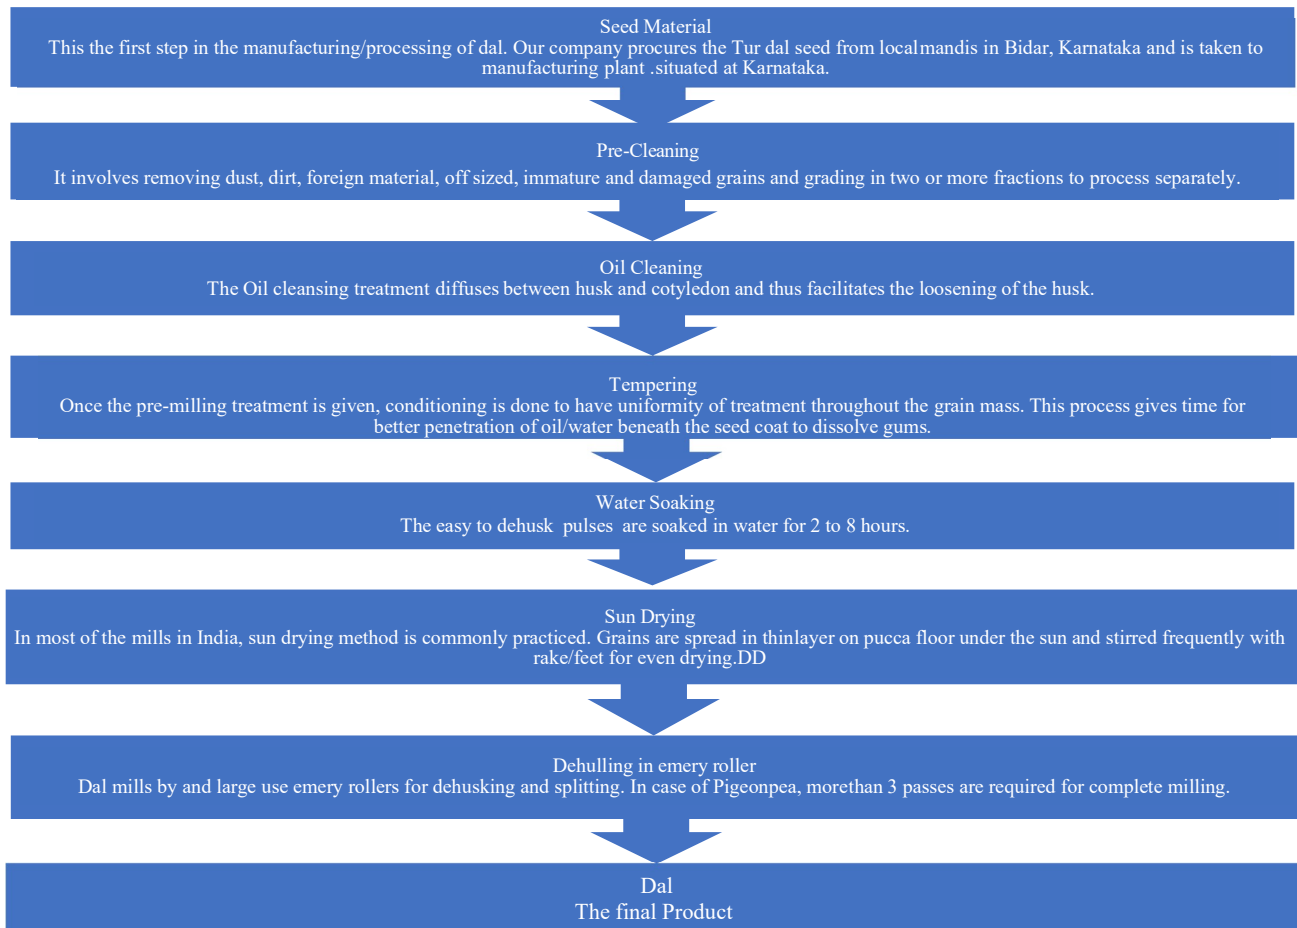 Seed Material
This the first step in the manufacturing/processing of dal. Our company procures the Tur dal seed from localmandis in Bidar, Karnataka and is taken to
manufacturing plant .situated at Karnataka.
Pre-Cleaning
It involves removing dust, dirt, foreign material, off sized, immature and damaged grains and grading in two or more fractions to process separately.
Oil Cleaning
The Oil cleansing treatment diffuses between husk and cotyledon and thus facilitates the loosening of the husk.
Tempering
Once the pre-milling treatment is given, conditioning is done to have uniformity of treatment throughout the grain mass. This process gives time for
better penetration of oil/water beneath the seed coat to dissolve gums.
Water Soaking
The easy to dehusk pulses are soaked in water for 2 to 8 hours.
Sun Drying
In most of the mills in India, sun drying method is commonly practiced. Grains are spread in thinlayer on pucca floor under the sun and stirred frequently with
rake/feet for even drying.DD
Dehulling in emery roller
Dal mills by and large use emery rollers for dehusking and splitting. In case of Pigeonpea, morethan 3 passes are required for complete milling.
Dal
The final Product